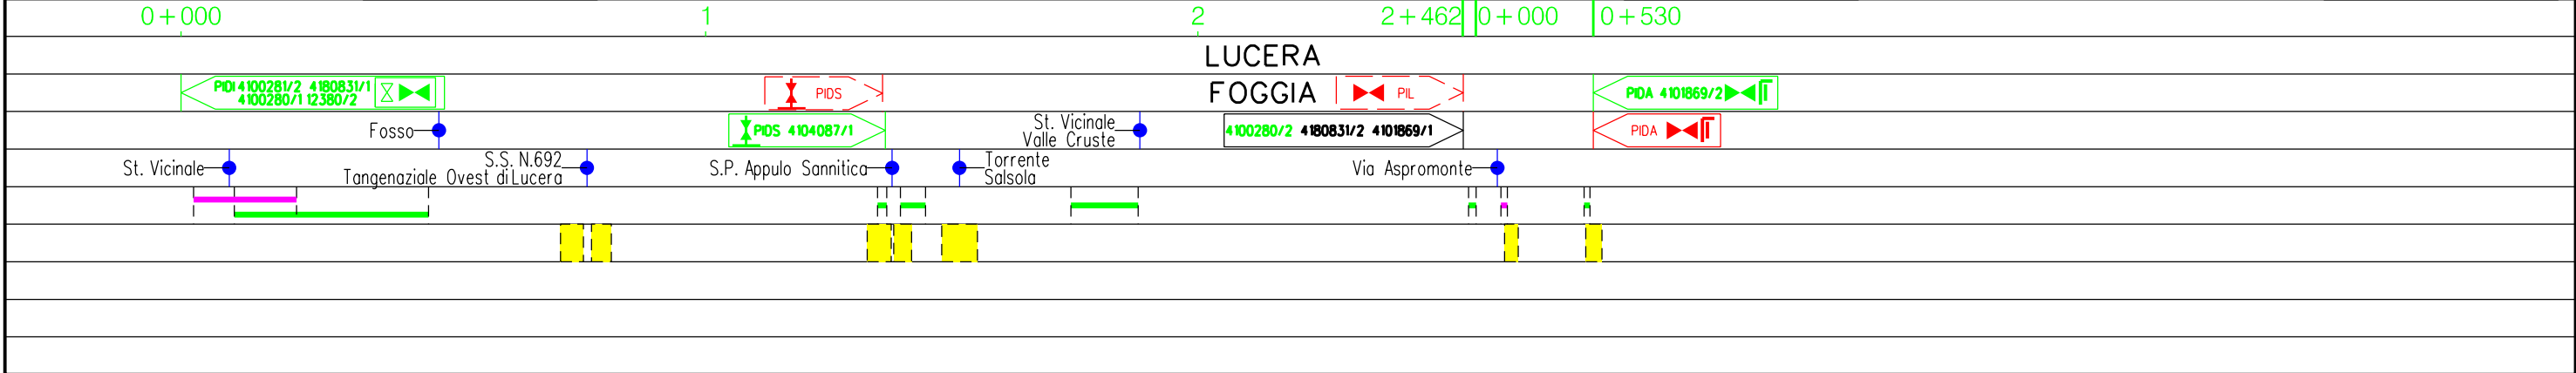 0+000 1 2 2+462 0+000 0+530
LUCERA
PIDI 4100281/2 4180831/1
4100280/1 12380/2
PIDS
FOGGIA
PIL
PIDA 4101869/2
Fosso
PIDS 4104087/1
St. Vicinale
Valle Cruste
4100280/2 4180831/2 4101869/1
PIDA
St. Vicinale
S.S. N.692
Tangenaziale Ovest di Lucera
S.P. Appulo Sannitica
Torrente
Salsola
Via Aspromonte